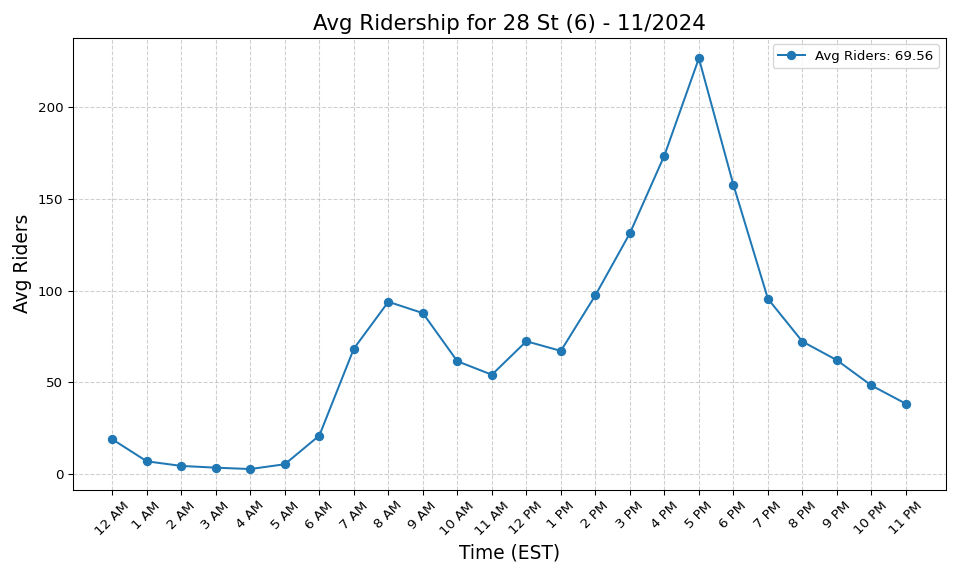 Avg Ridership for 28 St (6) - 11/2024
Avg Riders: 69.56
Avg Riders
200
150
100
50
0
12 AM
1 AM
2 AM
3 AM
4 AM
5 AM
6 AM
7 AM
8 AM
9 AM
10 AM
11 AM
12 PM
1 PM
2 PM
3 PM
4 PM
5 PM
6 PM
7 PM
8 PM
9 PM
10 PM
11 PM
Time (EST)